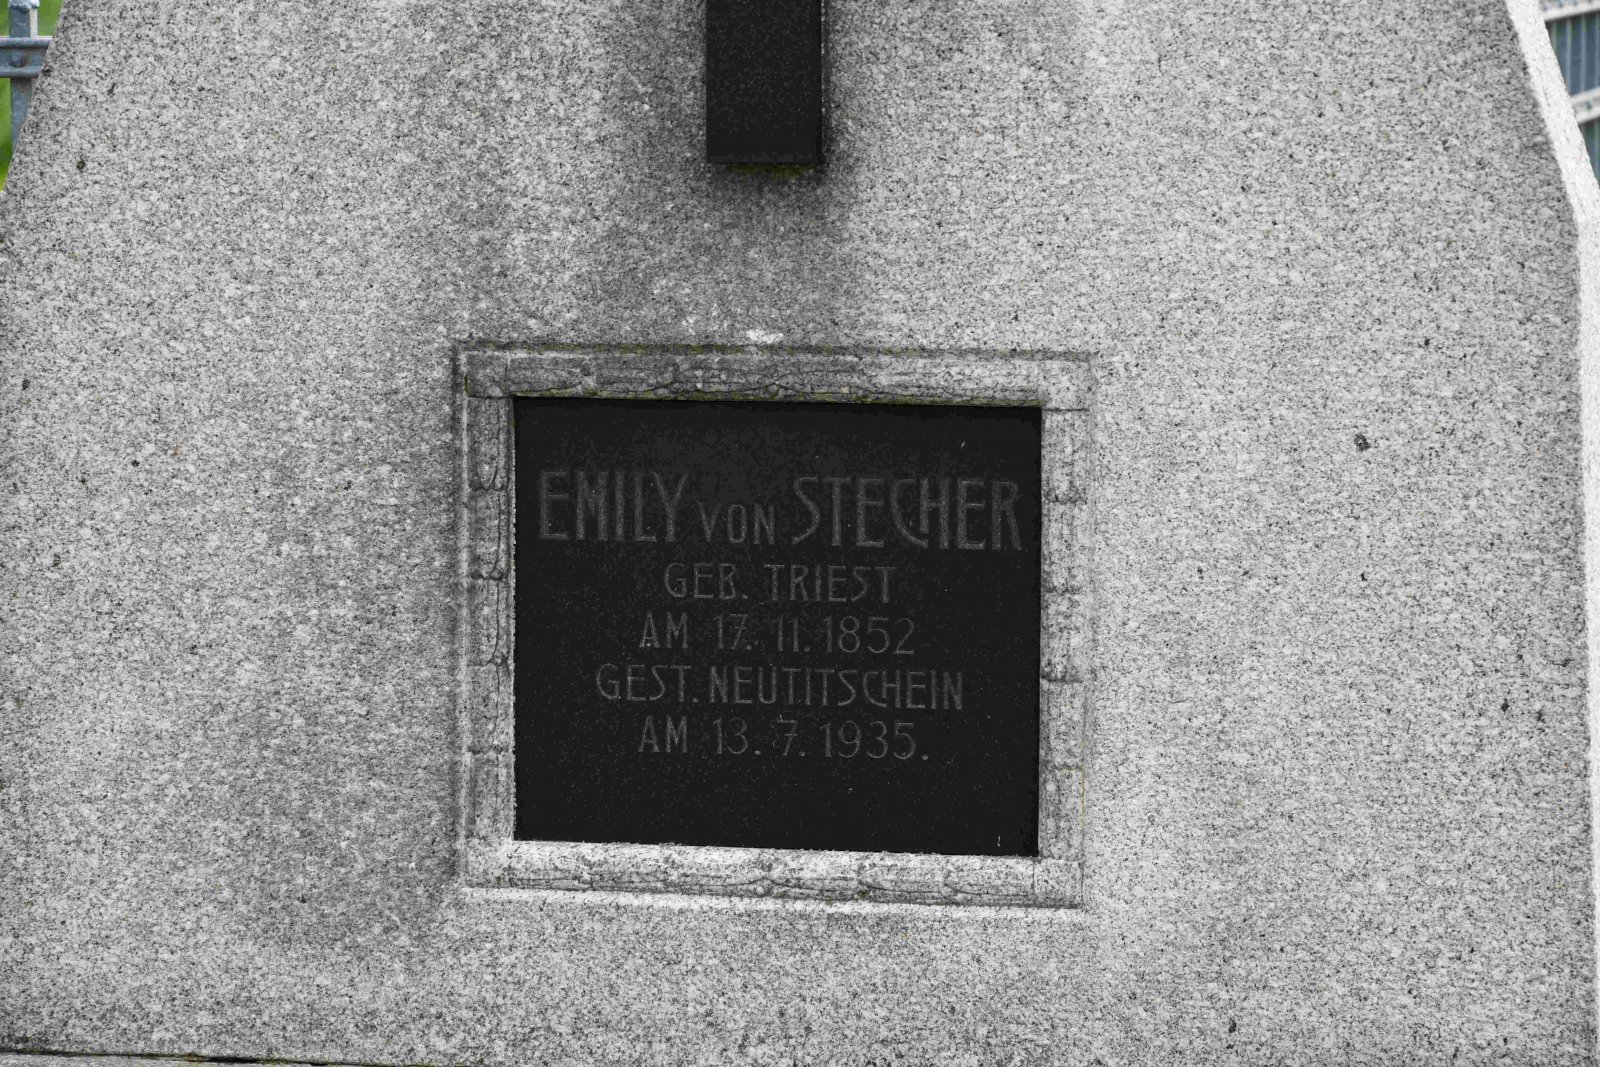 EMILY VON STECHER
GEB. TRIEST
AM 17. 11. 1852
GEST. NEUTITSCHEIN
AM 13. 7. 1935.